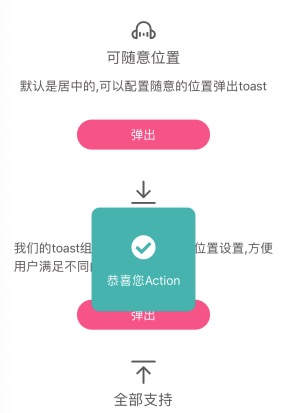 可随意位置
默认是居中的,可以配置随意的位置弹出toast
弹出
我们的toast组
位置设置,方便
用户满足不同
恭喜您Action
弹出
全部支持